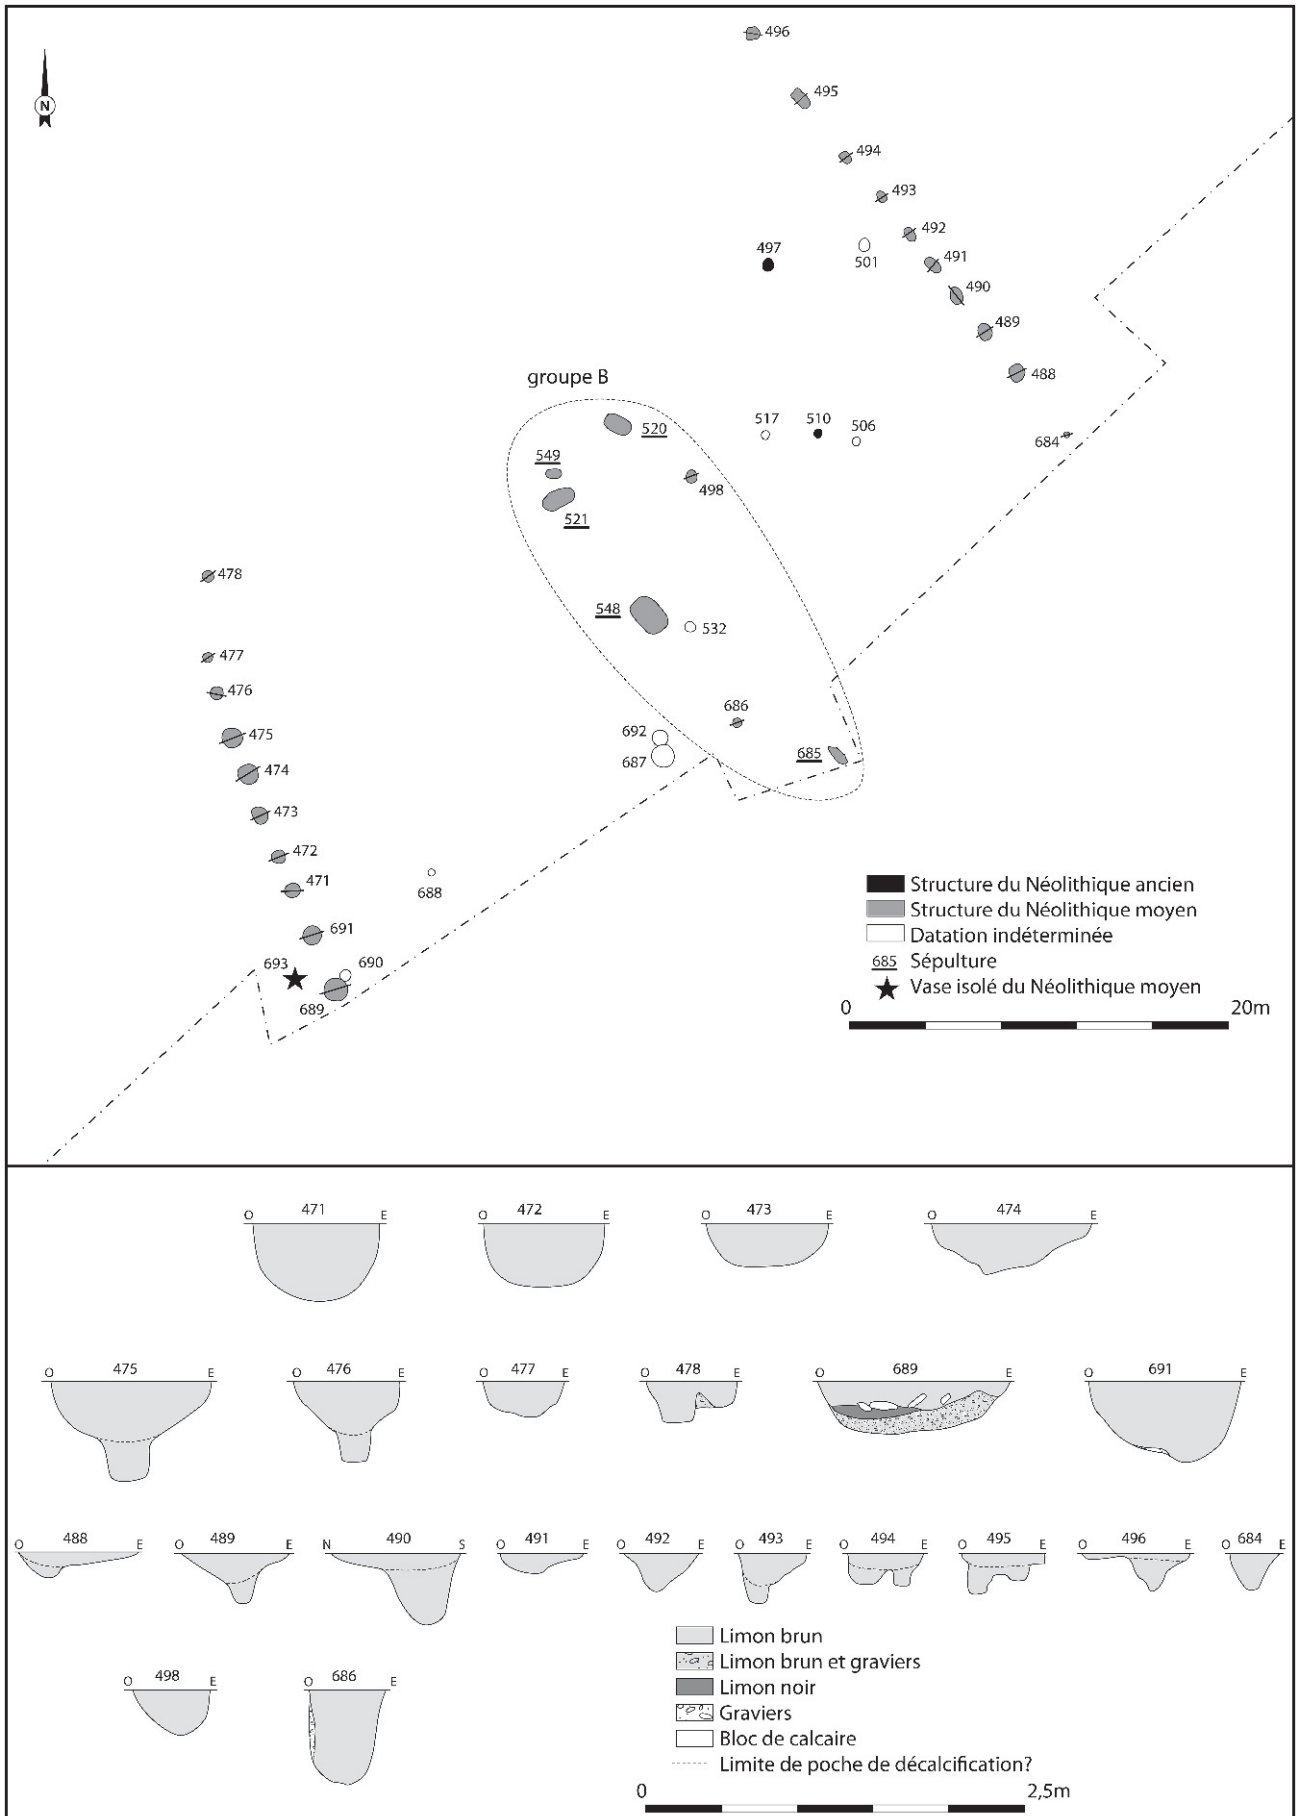 N
496
495
494
493
492
491
490
489
488
497
501
groupe B
520
549
521
498
517
510
506
684
478
548
532
477
476
475
474
473
472
471
686
692
687
685
688
691
693
690
689
Structure du Néolithique ancien
Structure du Néolithique moyen
Datation indéterminée
685 Sépulture
Vase isolé du Néolithique moyen
0 20m
O 471 E O 472 E O 473 E O 474 E
O 475 E O 476 E O 477 E O 478 E O 689 E O 691 E
O 488 E O 489 E N 490 S O 491 E O 492 E O 493 E O 494 E O 495 E O 496 E O 684 E
O 498 E O 686 E
Limon brun
Limon brun et graviers
Limon noir
Graviers
Bloc de calcaire
Limite de poche de décalcification?
0 2,5m